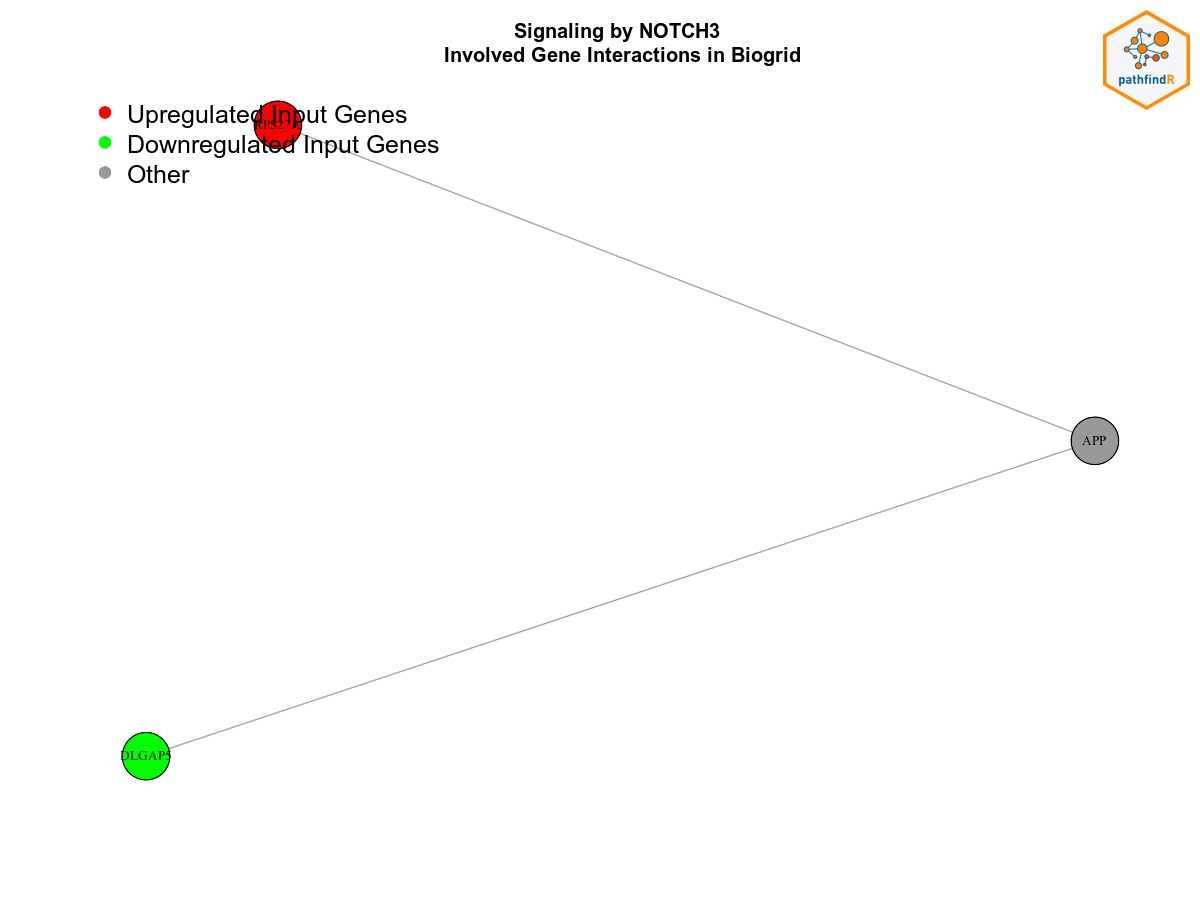 Signaling by NOTCH3
Involved Gene Interactions in Biogrid
pathfindR
Upregulated Input Genes
RPS27A
Downregulated Input Genes
Other
APP
DLGAP5